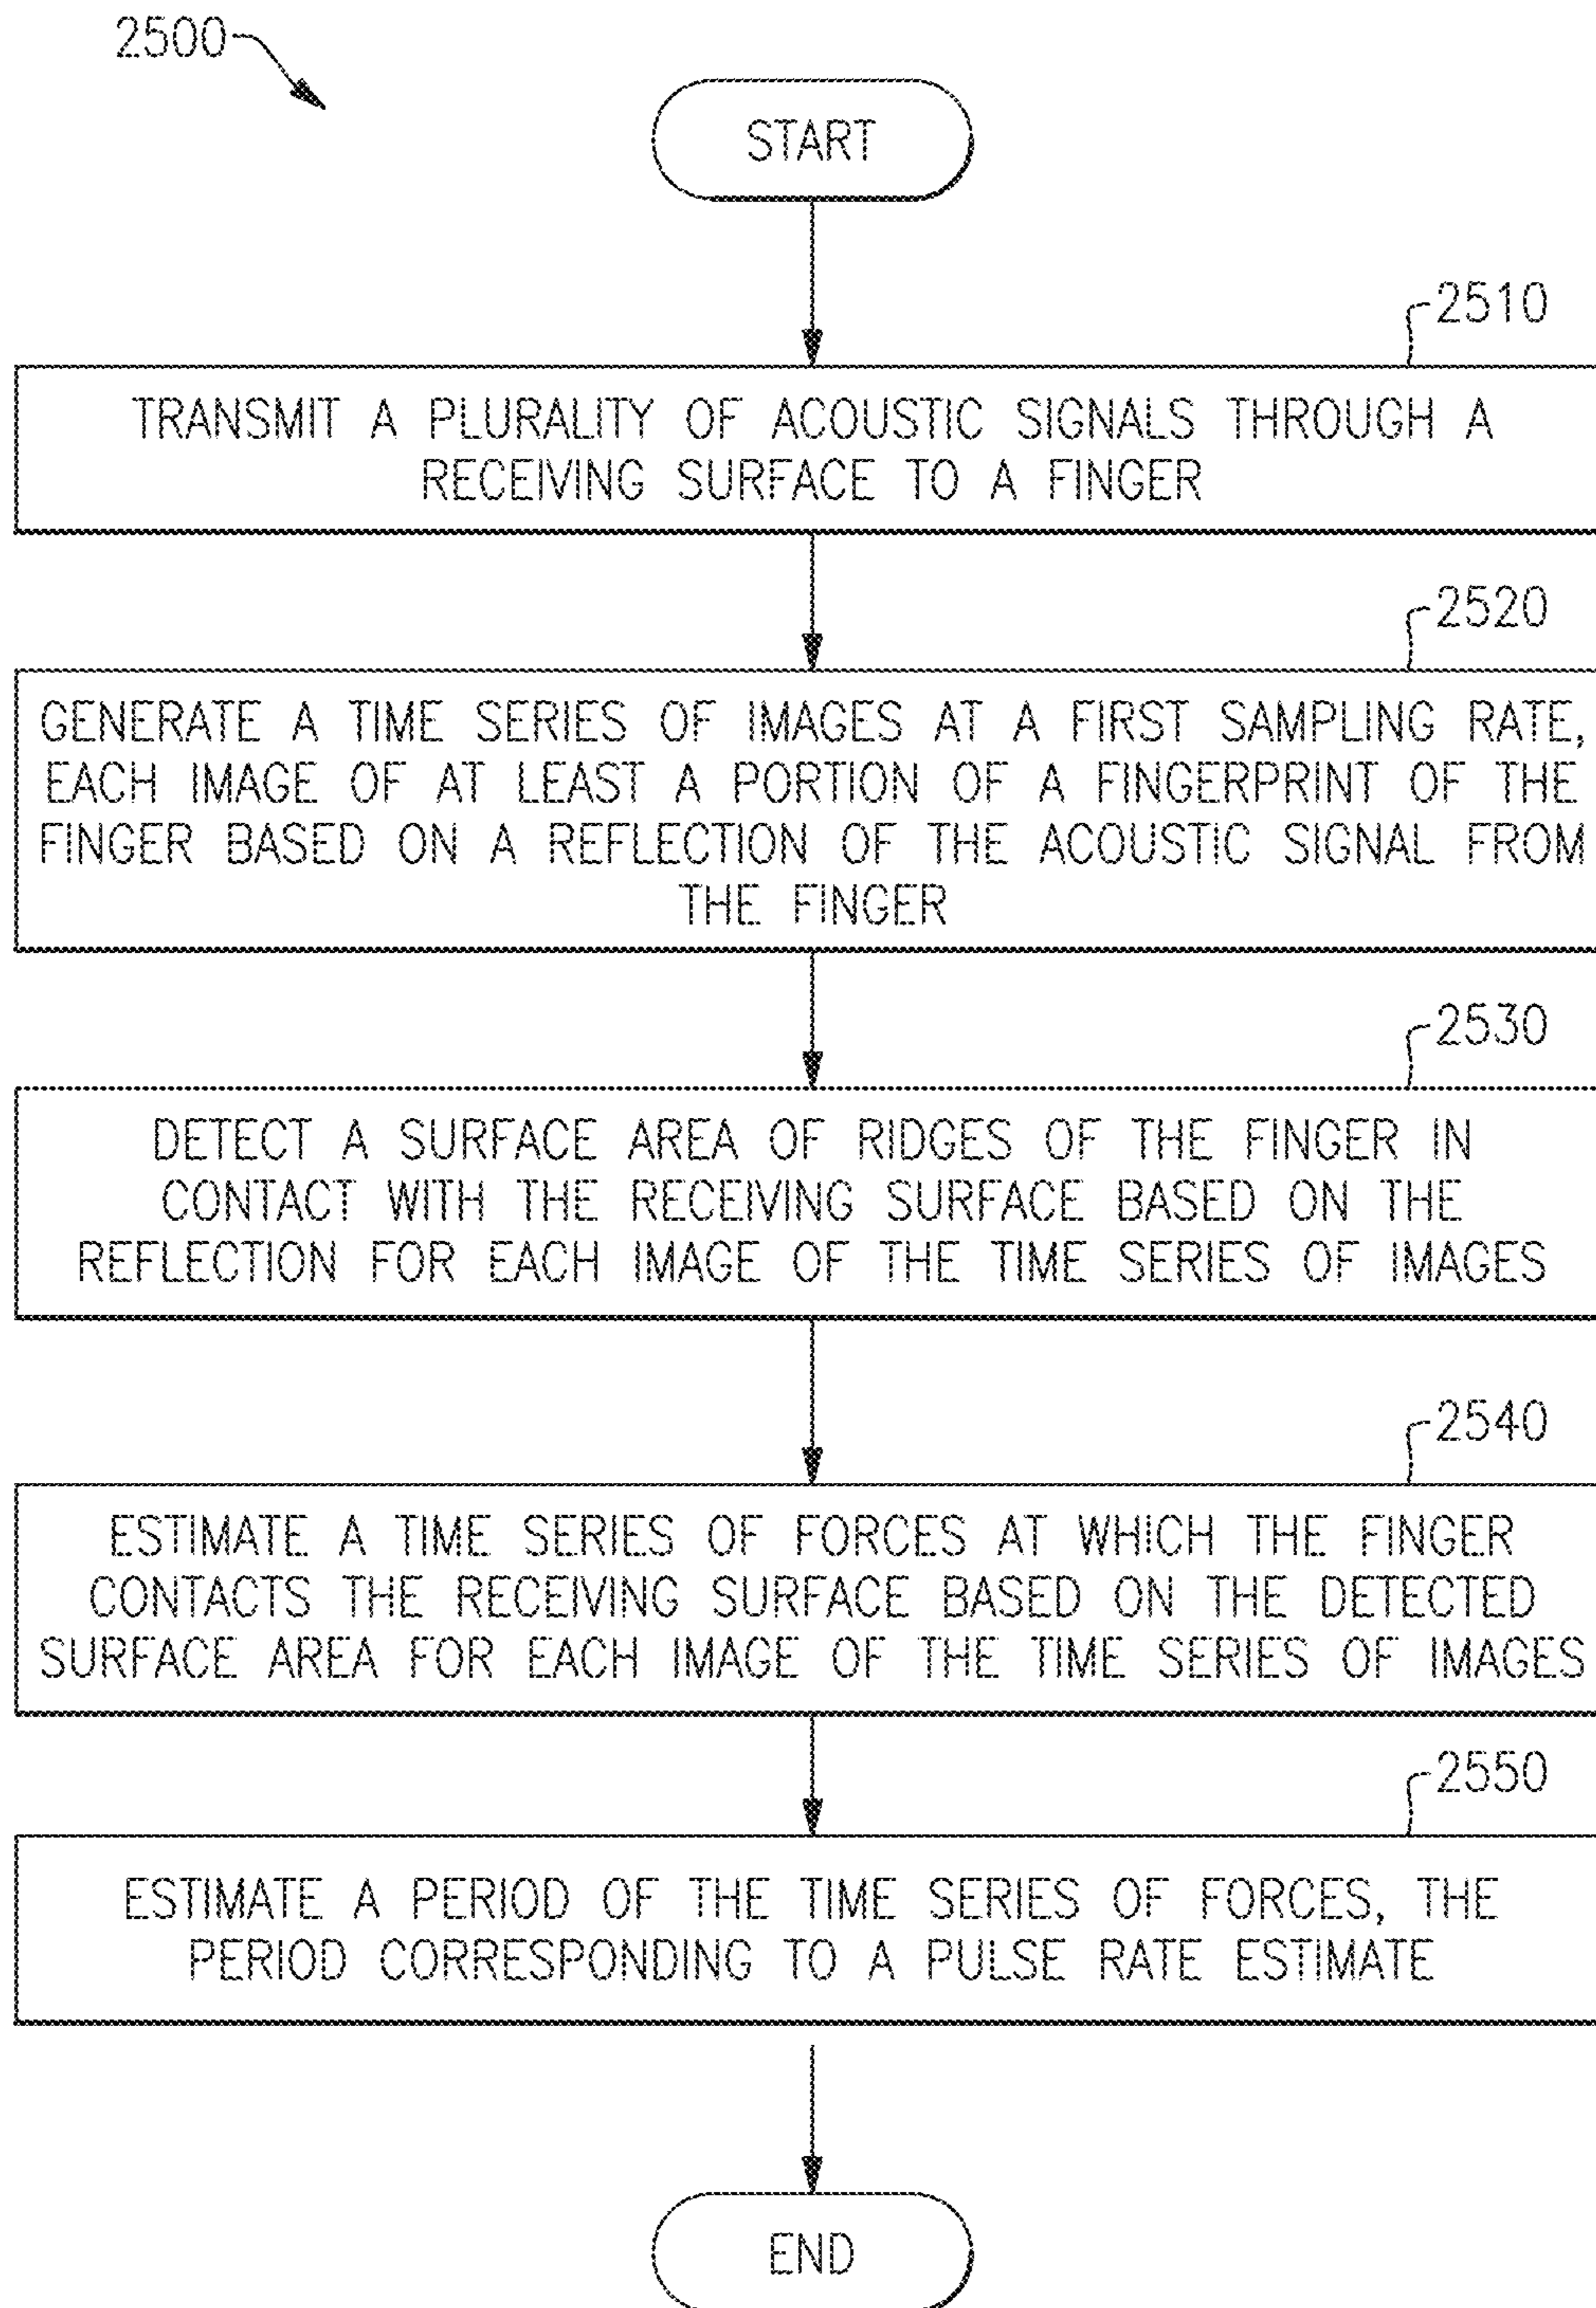 2500
START
2510
TRANSMIT A PLURALITY OF ACOUSTIC SIGNALS THROUGH A
RECEIVING SURFACE TO A FINGER
2520
GENERATE A TIME SERIES OF IMAGES AT A FIRST SAMPLING RATE,
EACH IMAGE OF AT LEAST A PORTION OF A FINGERPRINT OF THE
FINGER BASED ON A REFLECTION OF THE ACOUSTIC SIGNAL FROM
THE FINGER
2530
DETECT A SURFACE AREA OF RIDGES OF THE FINGER IN
CONTACT WITH THE RECEIVING SURFACE BASED ON THE
REFLECTION FOR EACH IMAGE OF THE TIME SERIES OF IMAGES
2540
ESTIMATE A TIME SERIES OF FORCES AT WHICH THE FINGER
CONTACTS THE RECEIVING SURFACE BASED ON THE DETECTED
SURFACE AREA FOR EACH IMAGE OF THE TIME SERIES OF IMAGES
2550
ESTIMATE A PERIOD OF THE TIME SERIES OF FORCES, THE
PERIOD CORRESPONDING TO A PULSE RATE ESTIMATE
END